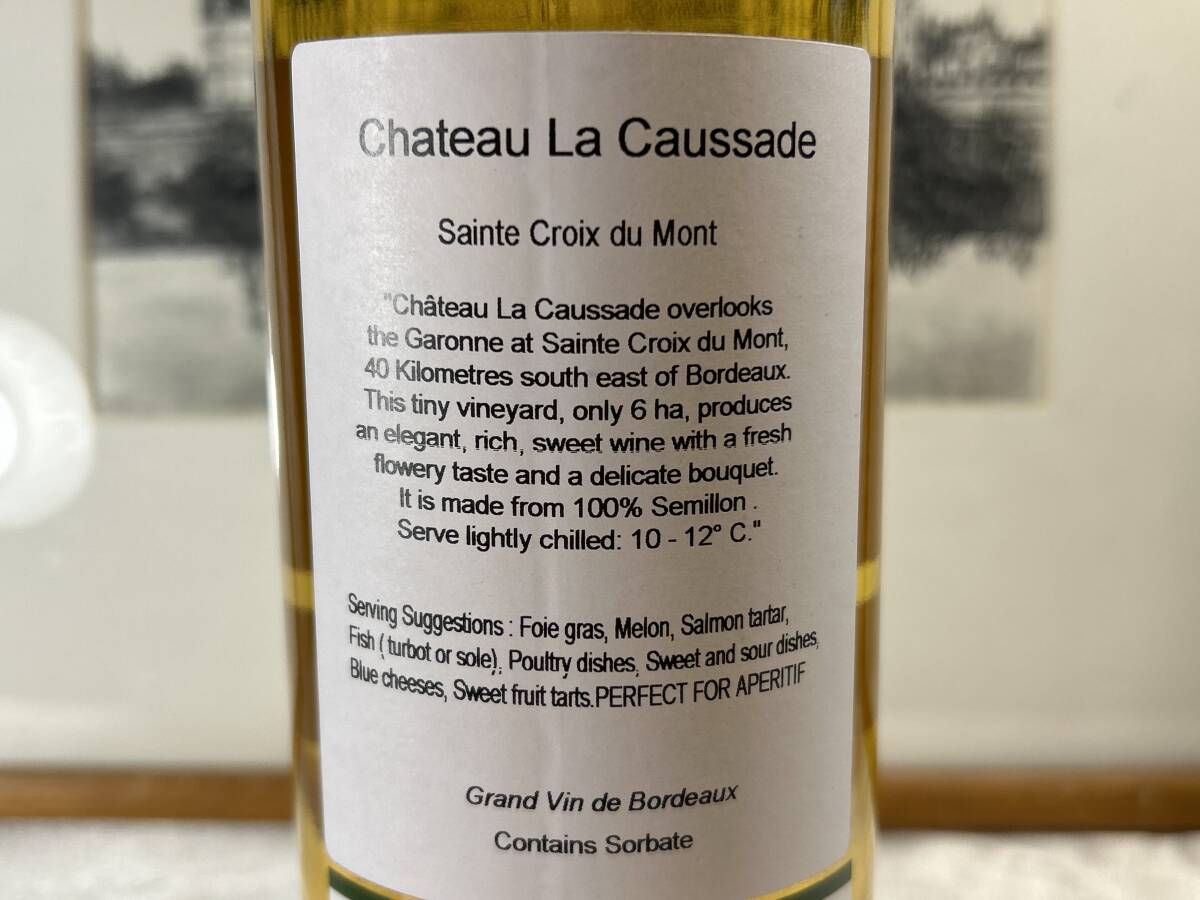 Chateau La Caussade
Sainte Croix du Mont
"Château La Caussade overlooks
the Garonne at Sainte Croix du Mont,
40 Kilometres south east of Bordeaux.
This tiny vineyard, only 6 ha, produces
an elegant, rich, sweet wine with a fresh
flowery taste and a delicate bouquet.
It is made from 100% Semillon .
Serve lightly chilled: 10 - 12° C."
Serving Suggestions : Foie gras, Melon, Salmon tartar,
Fish ( turbot or sole), Poultry dishes, Sweet and sour dishes,
Blue cheeses, Sweet fruit tarts.PERFECT FOR APERITIF
Grand Vin de Bordeaux
Contains Sorbate